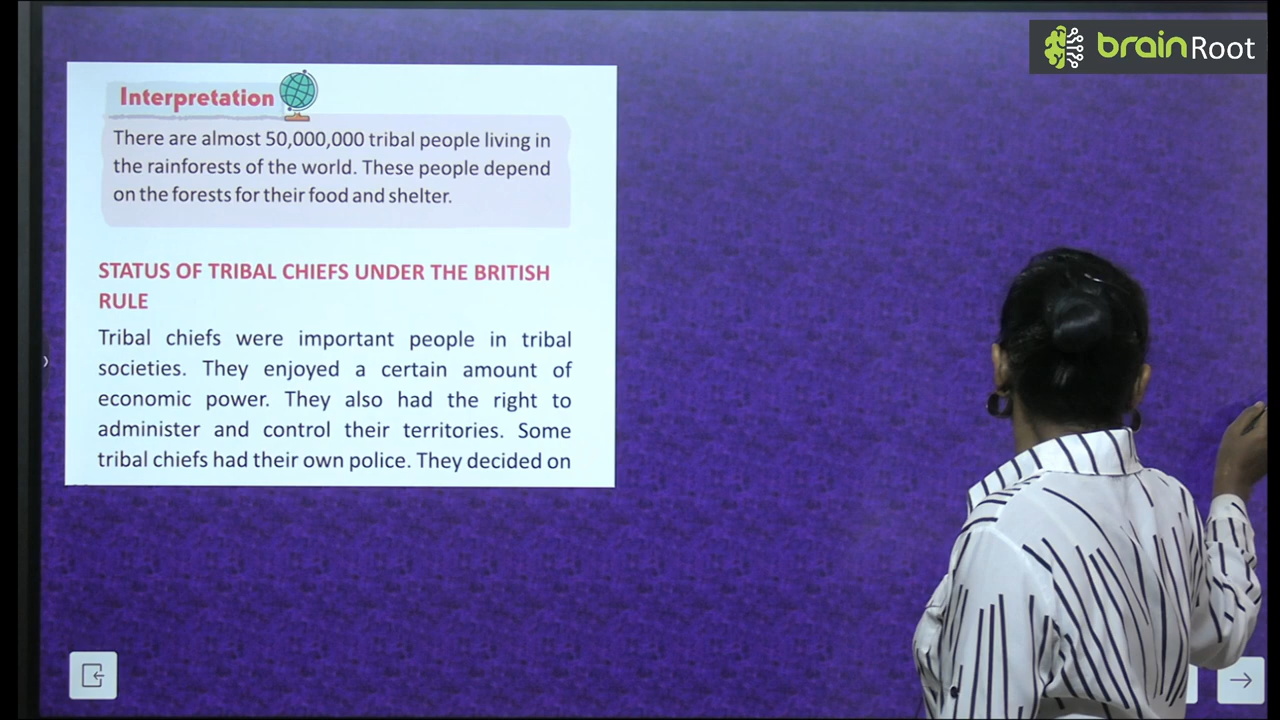 brain Root
Interpretation
There are almost 50,000,000 tribal people living in
the rainforests of the world. These people depend
on the forests for their food and shelter.
STATUS OF TRIBAL CHIEFS UNDER THE BRITISH
RULE
Tribal chiefs were important people in tribal
societies. They enjoyed a certain amount of
economic power. They also had the right to
administer and control their territories. Some
tribal chiefs had their own police. They decided on